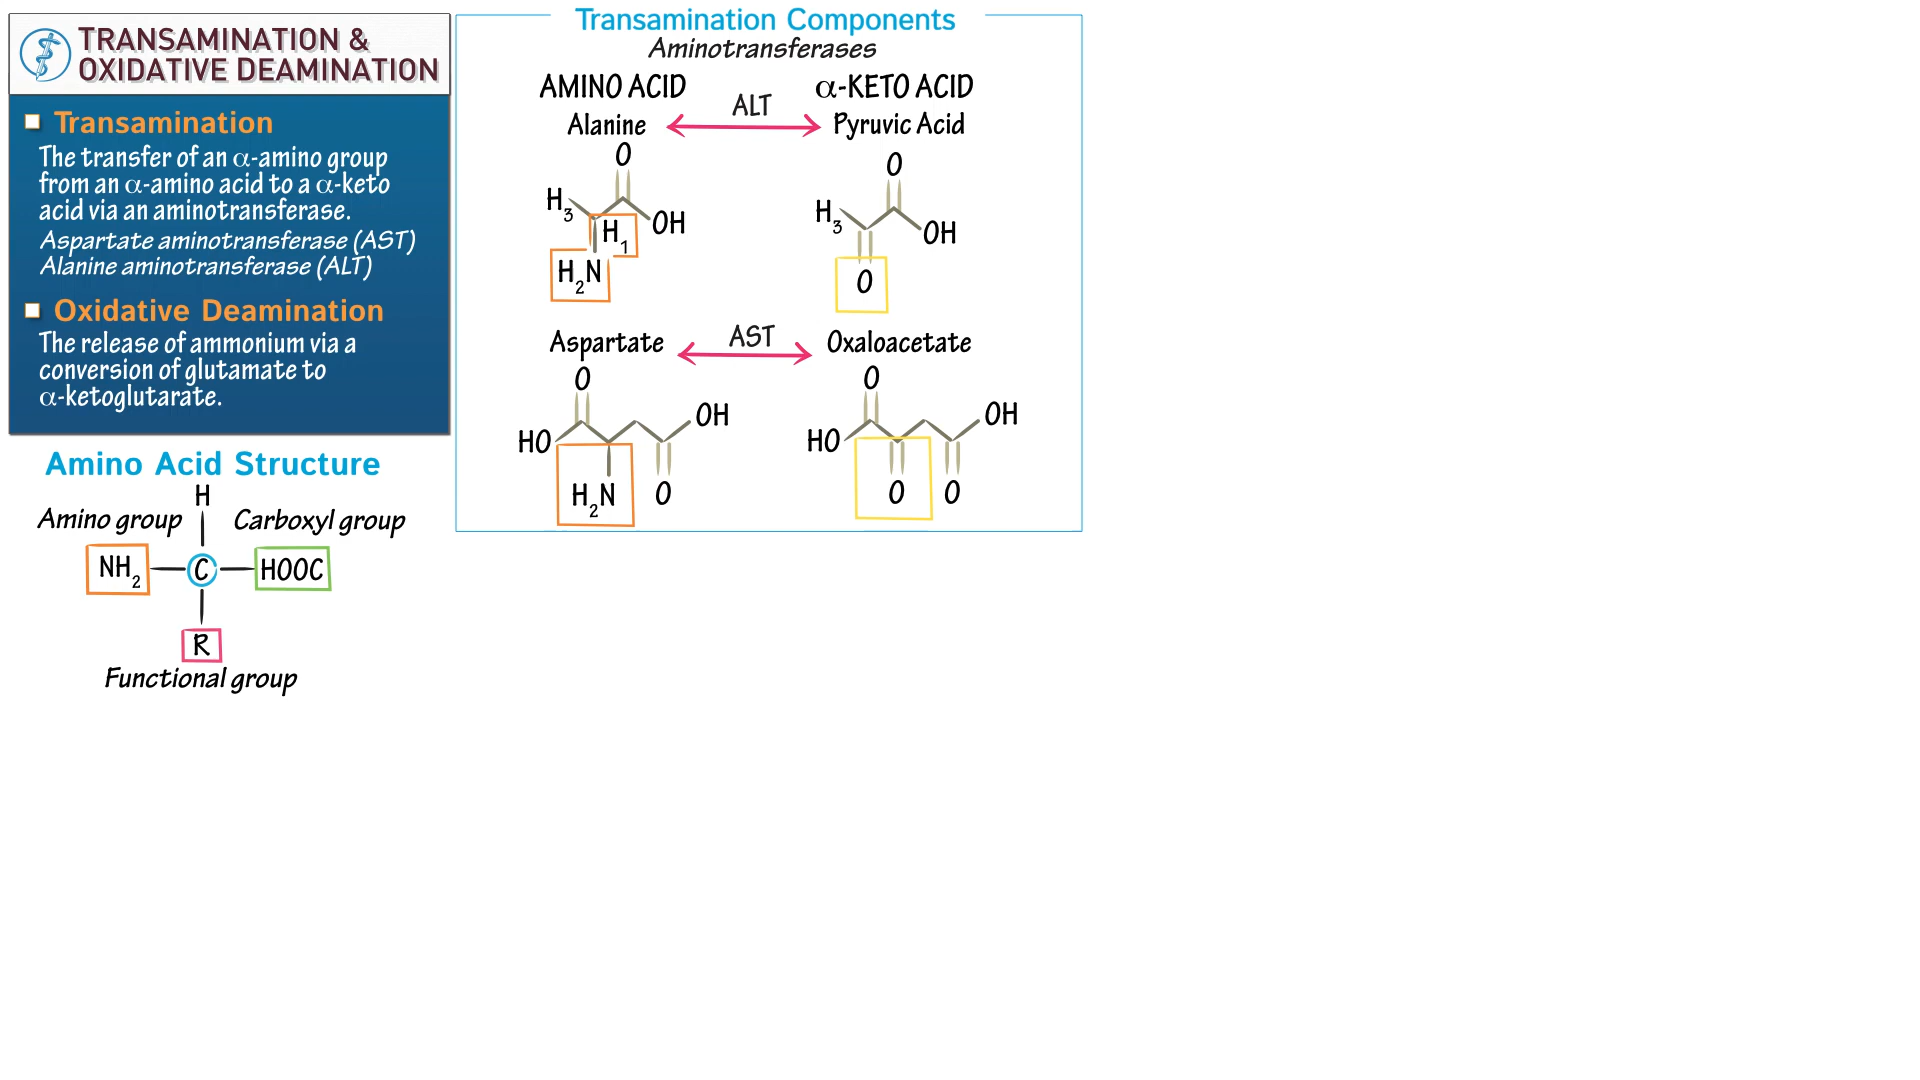 TRANSAMINATION &
OXIDATIVE DEAMINATION
Transamination
The transfer of an α-amino group
from an α-amino acid to a α-keto
acid via an aminotransferase.
Aspartate aminotransferase (AST)
Alanine aminotransferase (ALT)
Oxidative Deamination
The release of ammonium via a
conversion of glutamate to
α-ketoglutarate.
Amino Acid Structure
H
Amino group
Carboxyl group
NH2
C
HOOC
R
Functional group
Transamination Components
Aminotransferases
AMINO ACID
α-KETO ACID
Alanine
ALT
Pyruvic Acid
O
H3
OH
H1
H2N
O
H3
OH
O
Aspartate
AST
Oxaloacetate
O
OH
HO
H2N
O
O
OH
HO
O
O